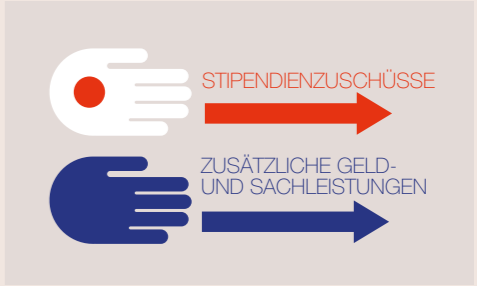 STIPENDIENZUSCHÜSSE
ZUSÄTZLICHE GELD-
UND SACHLEISTUNGEN